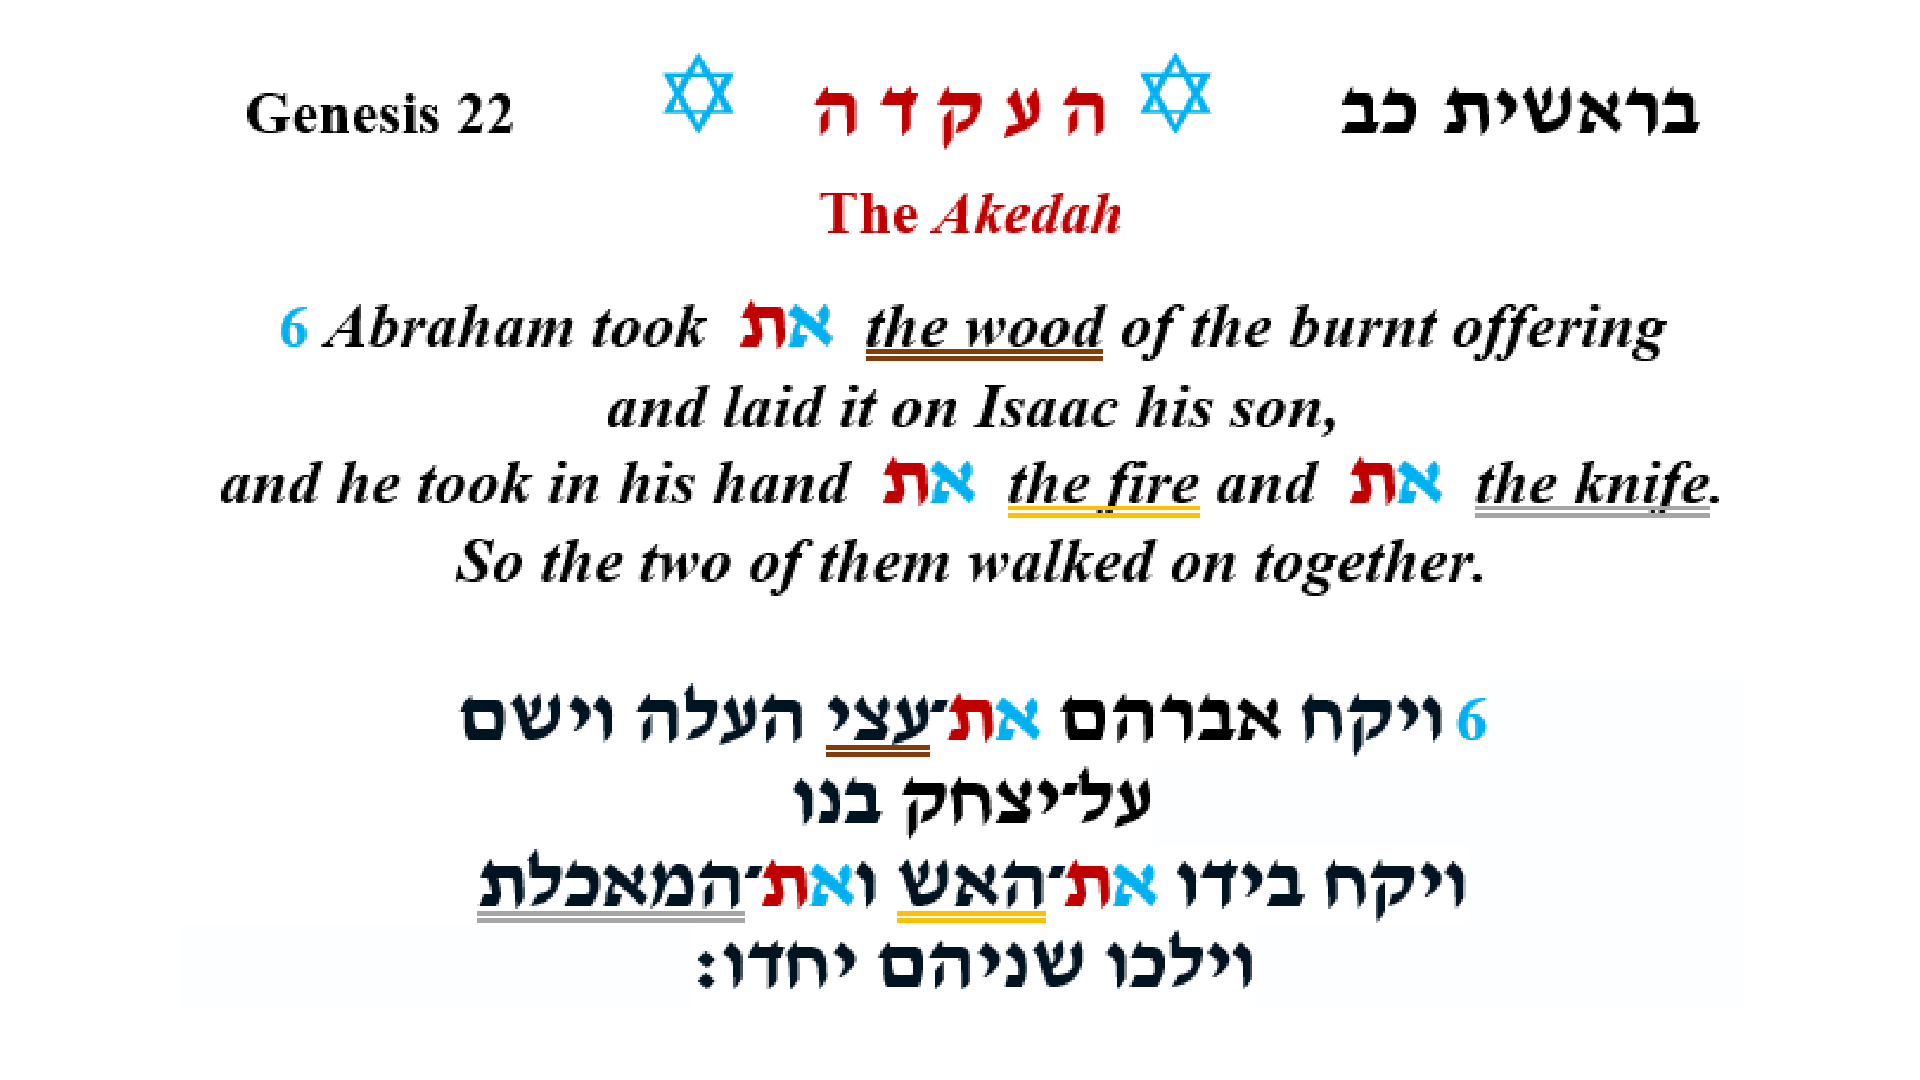 Genesis 22 ה ע ק ד ה בראשית כב
The Akedah
6 Abraham took את the wood of the burnt offering
and laid it on Isaac his son,
and he took in his hand את the fire and את the knife.
So the two of them walked on together.
6 ויקח אברהם את־עצי העלה וישם
על־יצחק בנו
ויקח בידו את־האש ואת־המאכלת
וילכו שניהם יחדו: